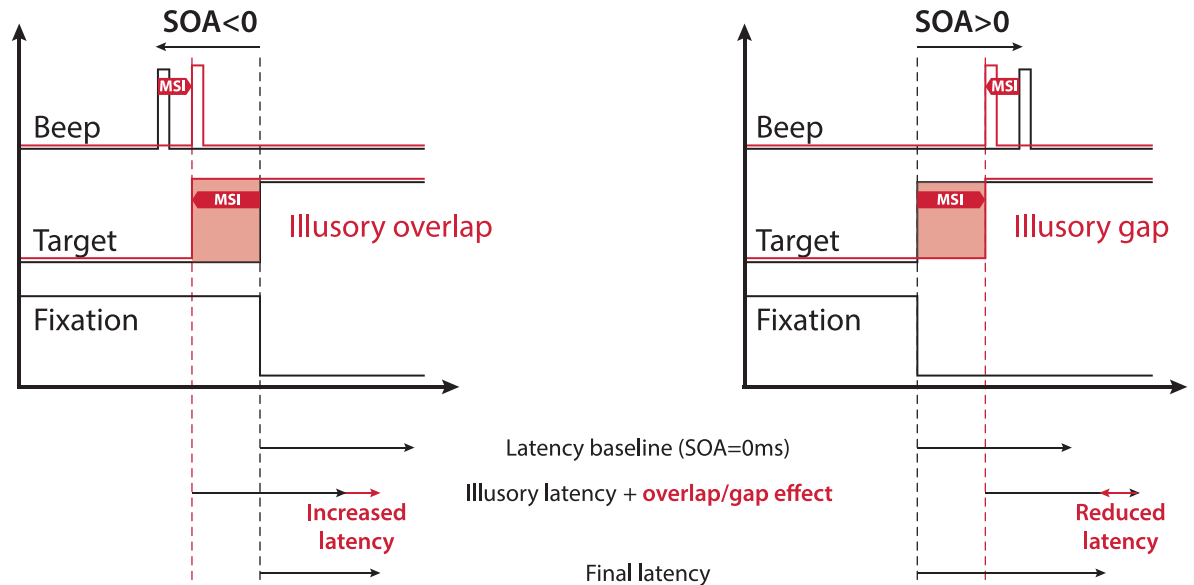 SOA<0
SOA>0
MSI
MSI
Beep
Beep
MSI
MSI
Illusory overlap
Illusory gap
Target
Target
Fixation
Fixation
Latency baseline (SOA=0ms)
Illusory latency + overlap/gap effect
Increased
latency
Reduced
latency
Final latency